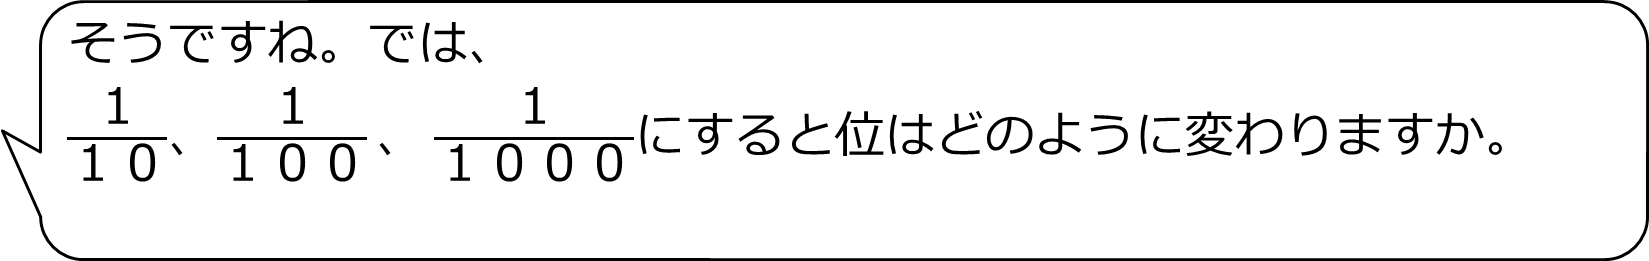 そうですね。では、
1/10、1/100、1/1000にすると位はどのように変わりますか。